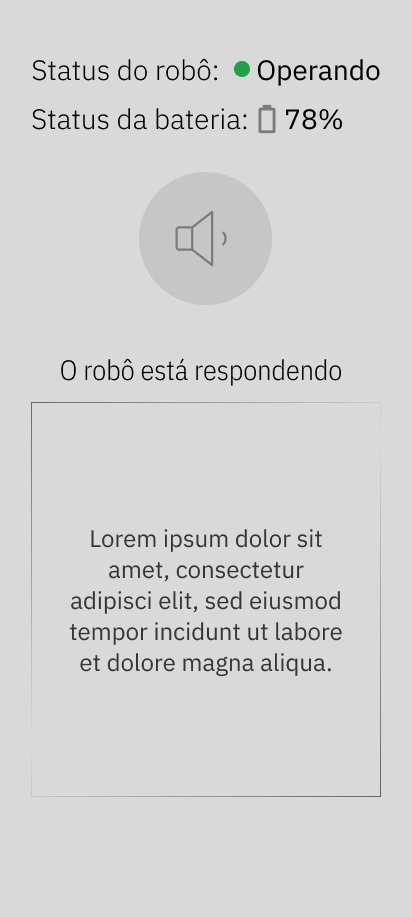 Status do robô: Operando
Status da bateria: 78%
O robô está respondendo
Lorem ipsum dolor sit
amet, consectetur
adipisci elit, sed eiusmod
tempor incidunt ut labore
et dolore magna aliqua.